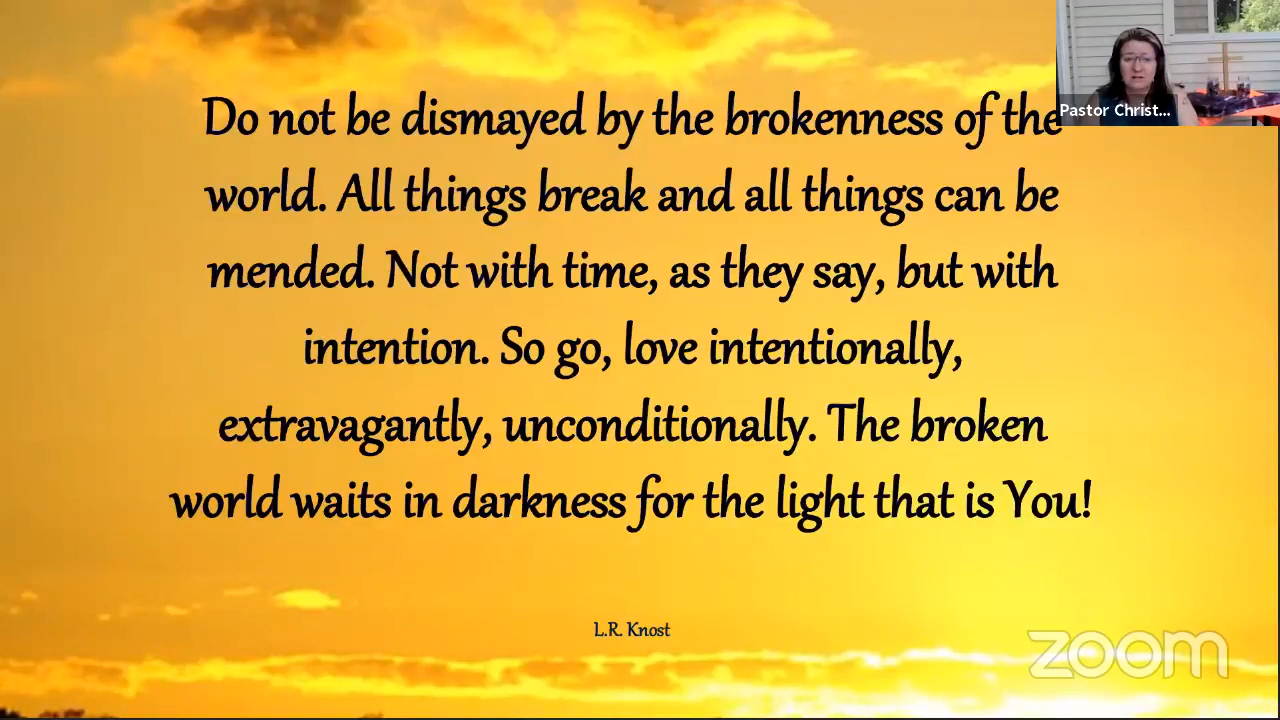 Do not be dismayed by the brokenness of the
world. All things break and all things can be
mended. Not with time, as they say, but with
intention. So go, love intentionally,
extravagantly, unconditionally. The broken
world waits in darkness for the light that is You!
L.R. Knost
Pastor Christ...
zoom